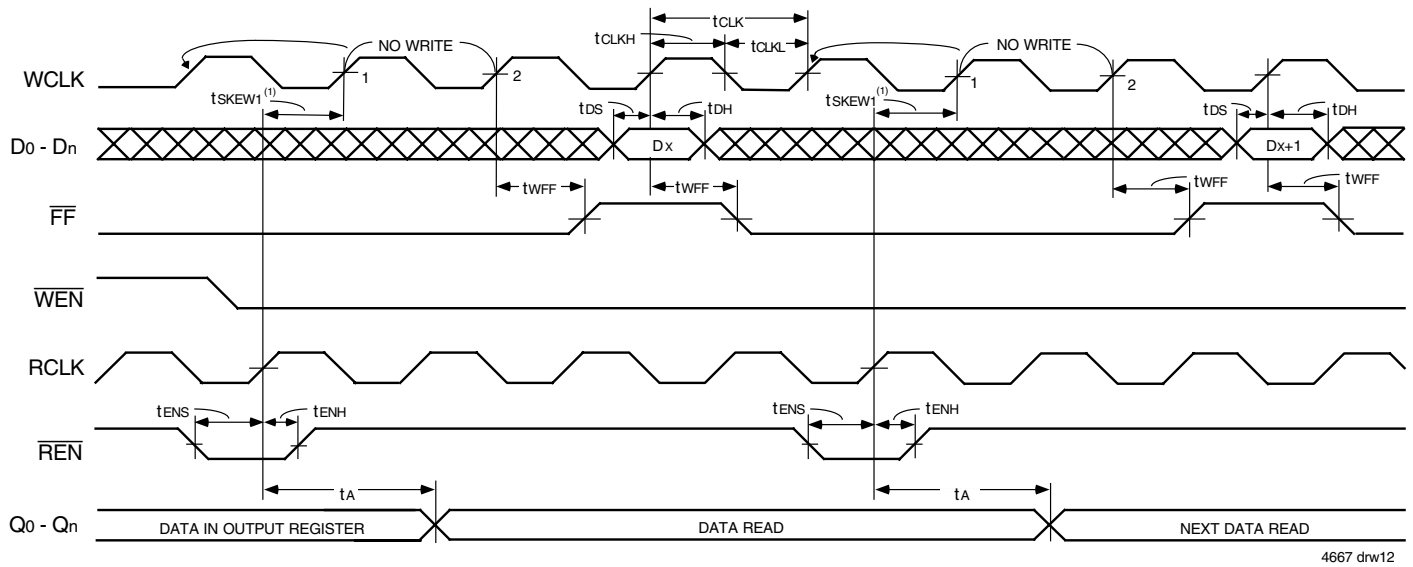 tCLK
NO WRITE
tCLKH
tCLKL
NO WRITE
WCLK
1
2
1
2
tSKEW1(1)
tDS
tDH
tSKEW1(1)
tDS
tDH
D0 - Dn
DX
DX+1
tWFF
tWFF
tWFF
tWFF
FF
WEN
RCLK
tENS
tENH
tENS
tENH
REN
tA
tA
Q0 - Qn
DATA IN OUTPUT REGISTER
DATA READ
NEXT DATA READ
4667 drw12